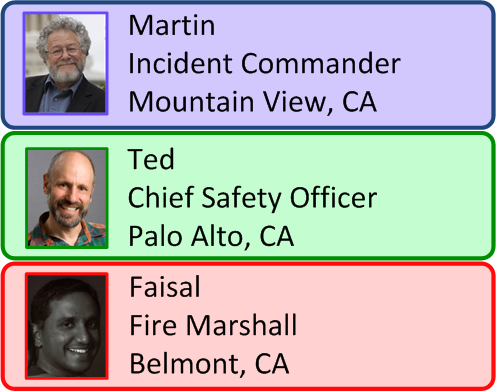 Martin
Incident Commander
Mountain View, CA
Ted
Chief Safety Officer
Palo Alto, CA
Faisal
Fire Marshall
Belmont, CA